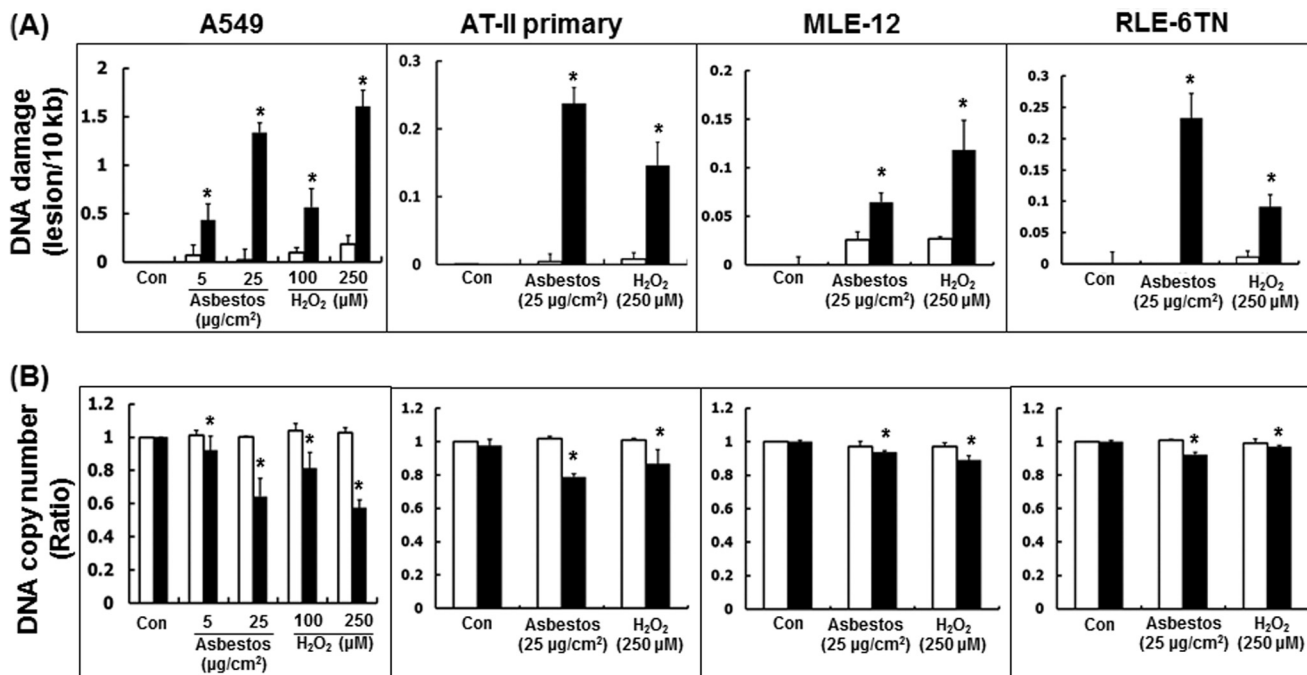 (A)
A549
AT-II primary
MLE-12
RLE-6TN
DNA damage
(lesion/10 kb)
2
1.5
1
0.5
0
Con
5 25 100 250
Asbestos H₂O₂ (μM)
(μg/cm²)
*
*
*
*
0.3
0.2
0.1
0
Con
Asbestos H₂O₂
(25 μg/cm²) (250 μM)
*
*
0.2
0.15
0.1
0.05
0
Con
Asbestos H₂O₂
(25 μg/cm²) (250 μM)
*
*
0.3
0.25
0.2
0.15
0.1
0.05
0
Con
Asbestos H₂O₂
(25 μg/cm²) (250 μM)
*
*
(B)
DNA copy number
(Ratio)
1.2
1
0.8
0.6
0.4
0.2
0
Con
5 25 100 250
Asbestos H₂O₂ (μM)
(μg/cm²)
*
*
*
*
1.2
1
0.8
0.6
0.4
0.2
0
Con
Asbestos H₂O₂
(25 μg/cm²) (250 μM)
*
*
1.2
1
0.8
0.6
0.4
0.2
0
Con
Asbestos H₂O₂
(25 μg/cm²) (250 μM)
*
*
1.2
1
0.8
0.6
0.4
0.2
0
Con
Asbestos H₂O₂
(25 μg/cm²) (250 μM)
*
*